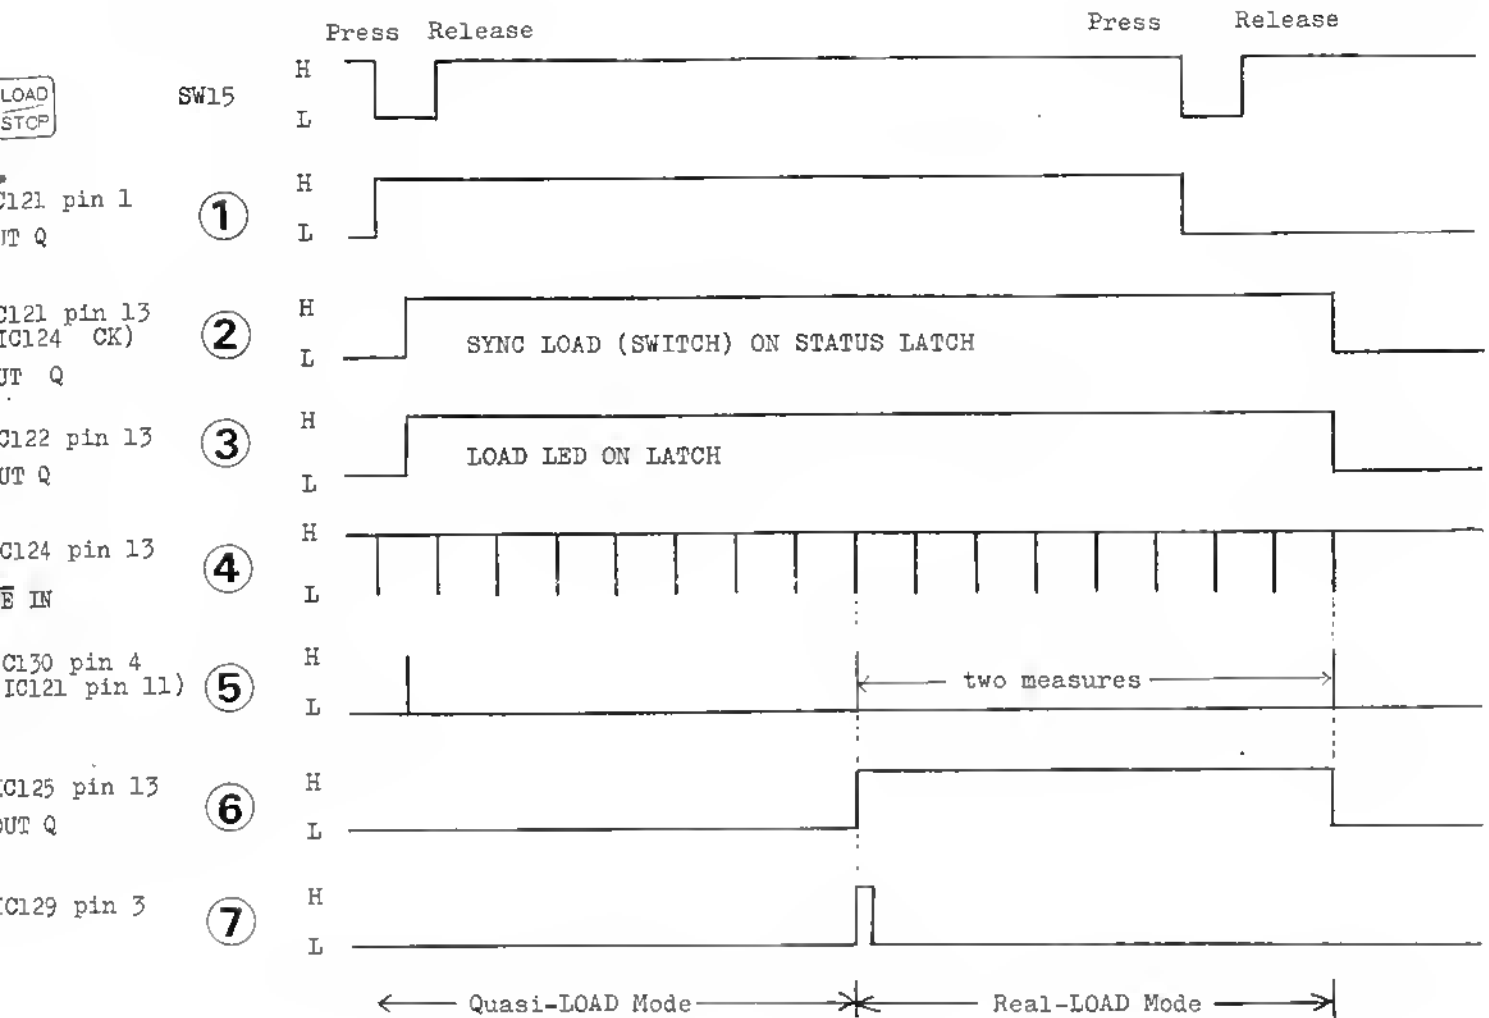 Press Release
Press Release
LOAD
STOP
SW15
H
L
C121 pin 1
UT Q
1
H
L
C121 pin 13
IC124 CK)
UT Q
2
H
L
SYNC LOAD (SWITCH) ON STATUS LATCH
C122 pin 13
UT Q
3
H
L
LOAD LED ON LATCH
C124 pin 13
E̅ IN
4
H
L
C130 pin 4
IC121 pin 11)
5
H
L
two measures
IC125 pin 13
OUT Q
6
H
L
IC129 pin 3
7
H
L
Quasi-LOAD Mode
Real-LOAD Mode